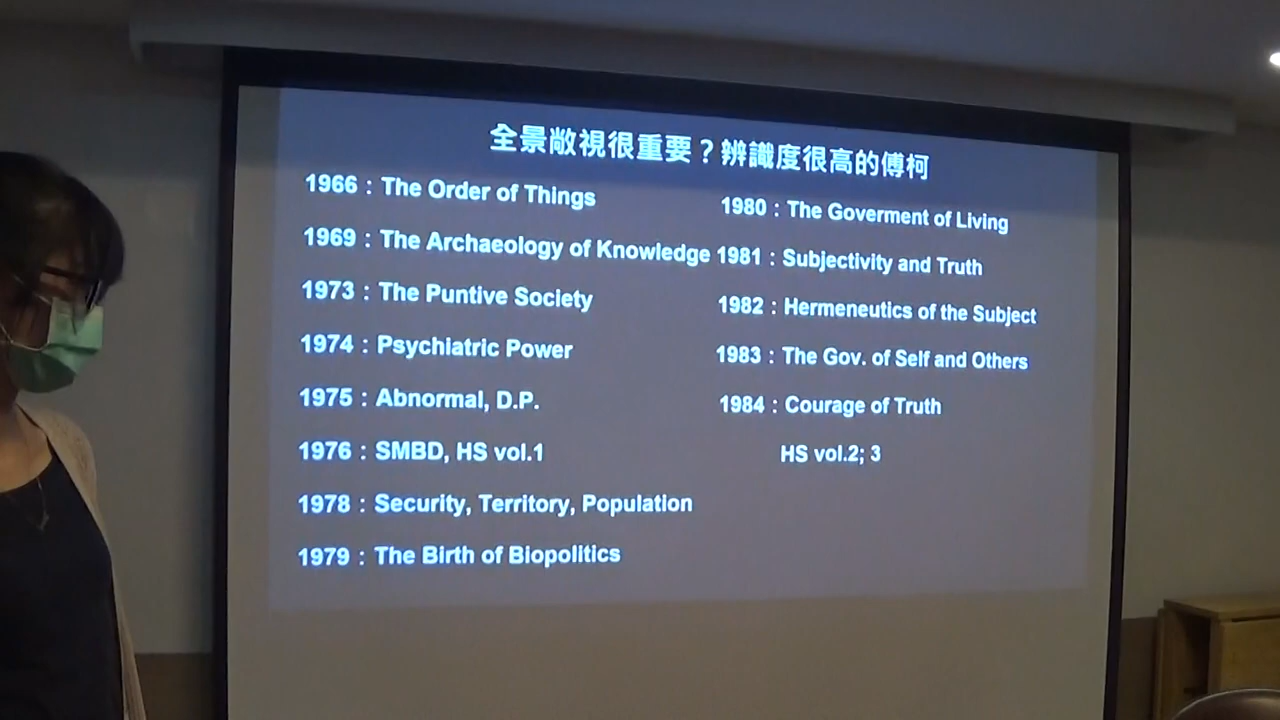 全景敞視很重要？辨識度很高的傅柯
1966：The Order of Things
1969：The Archaeology of Knowledge
1973：The Puntive Society
1974：Psychiatric Power
1975：Abnormal, D.P.
1976：SMBD, HS vol.1
1978：Security, Territory, Population
1979：The Birth of Biopolitics
1980：The Goverment of Living
1981：Subjectivity and Truth
1982：Hermeneutics of the Subject
1983：The Gov. of Self and Others
1984：Courage of Truth
HS vol.2; 3